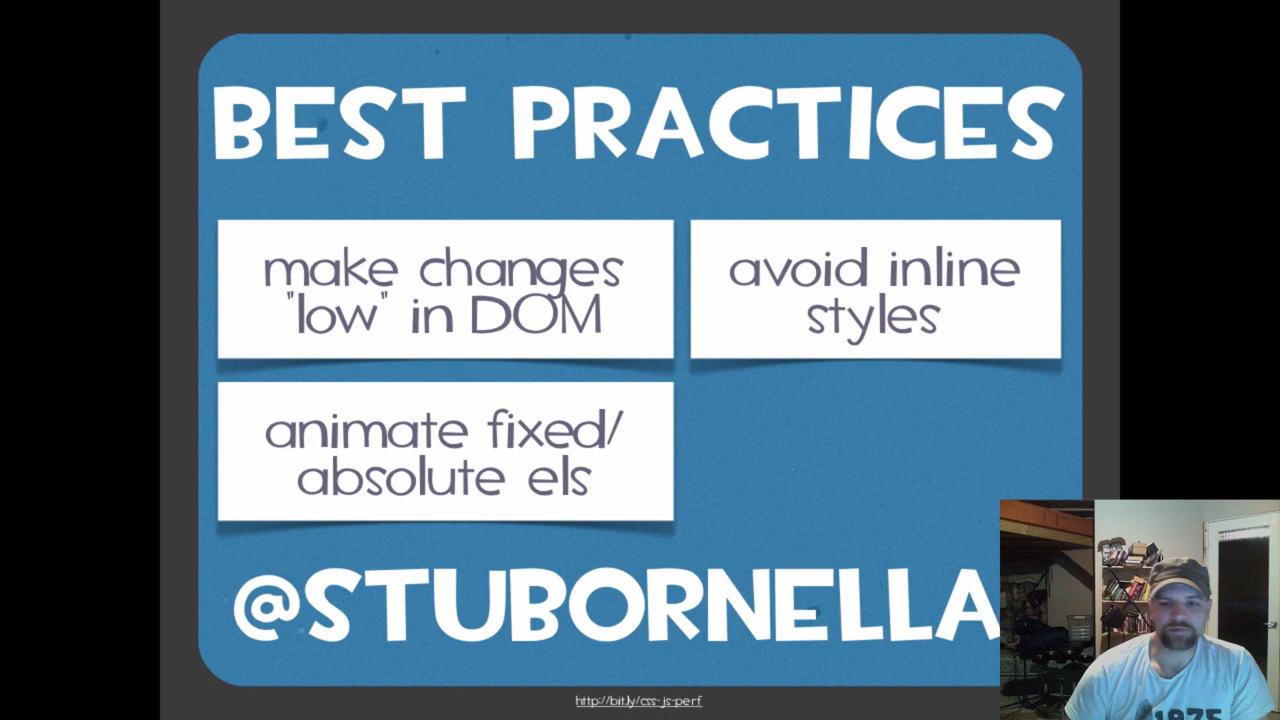 BEST PRACTICES
make changes
"low" in DOM
avoid inline
styles
animate fixed/
absolute els
@STUBORNELLA
http://bit.ly/css-js-perf
1975